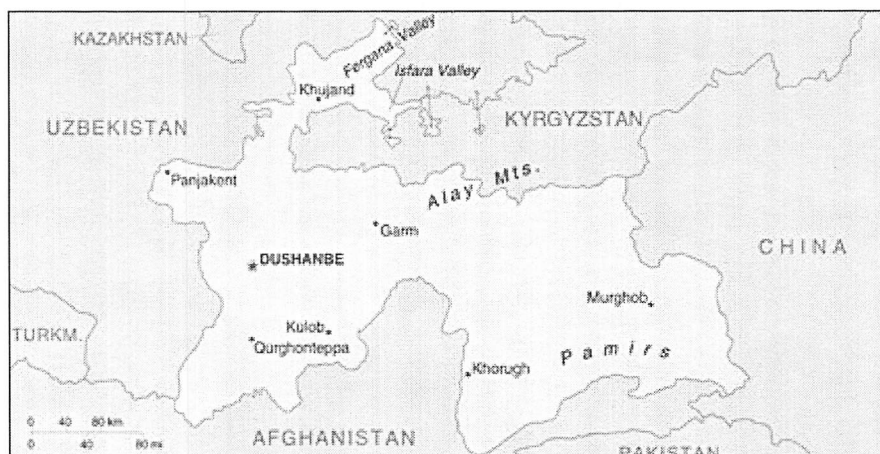 KAZAKHSTAN
Fergana Valley
Isfara Valley
Khujand
UZBEKISTAN
KYRGYZSTAN
Panjakent
Alay Mts.
Garm
CHINA
DUSHANBE
Murghob
TURKM.
Kulob
Qurghonteppa
Pamirs
Khorugh
0 40 80 km
0 40 80 mi
AFGHANISTAN
PAKISTAN